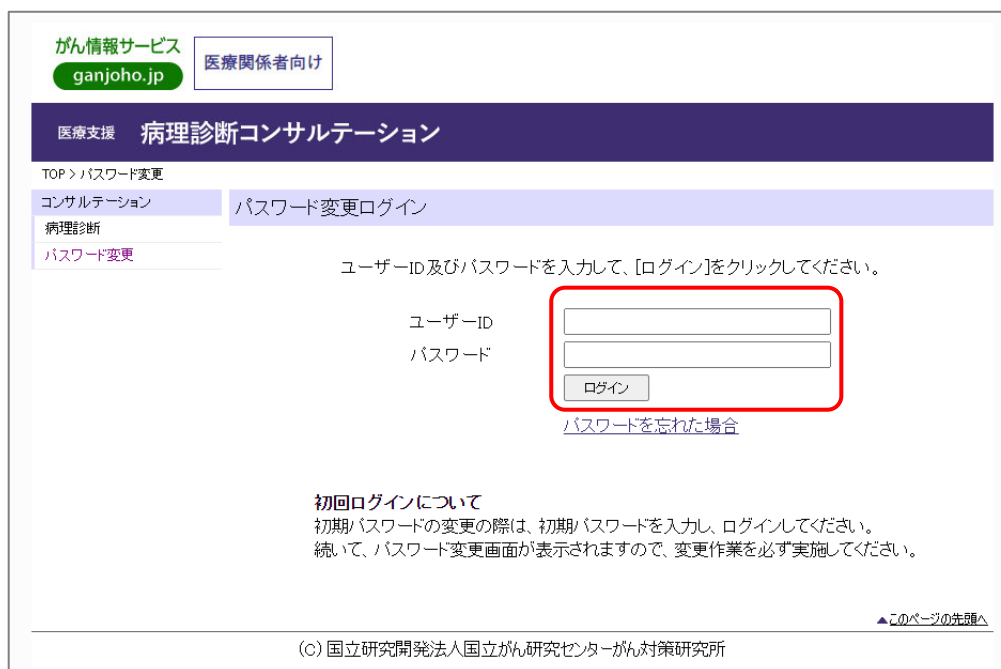 がん情報サービス
ganjoho.jp
医療関係者向け
医療支援 病理診断コンサルテーション
TOP > パスワード変更
コンサルテーション
病理診断
パスワード変更
パスワード変更ログイン
ユーザーID及びパスワードを入力して、[ログイン]をクリックしてください。
ユーザーID
パスワード
ログイン
パスワードを忘れた場合
初回ログインについて
初期パスワードの変更の際は、初期パスワードを入力し、ログインしてください。
続いて、パスワード変更画面が表示されますので、変更作業を必ず実施してください。
▲このページの先頭へ
(C) 国立研究開発法人国立がん研究センターがん対策研究所